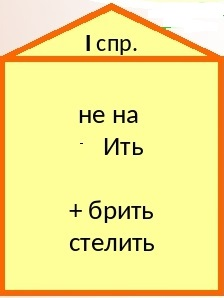 I спр.
не на
- Ить
+ брить
стелить